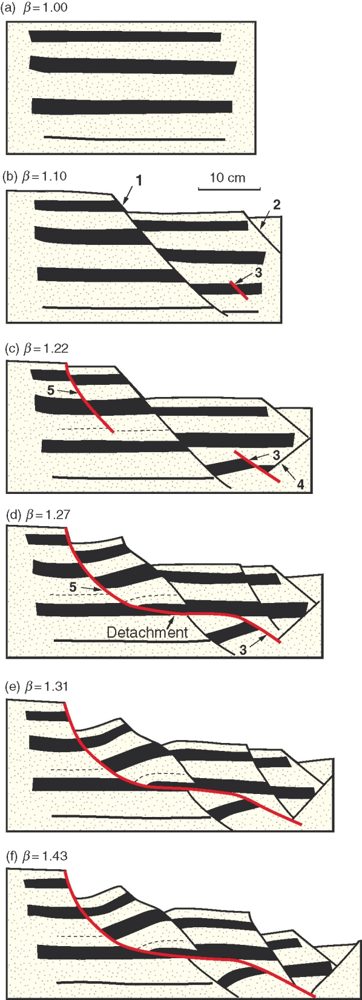 (a) β=1.00
(b) β=1.10
1
10 cm
2
3
(c) β=1.22
5
3
4
(d) β=1.27
5
Detachment
3
(e) β=1.31
(f) β=1.43